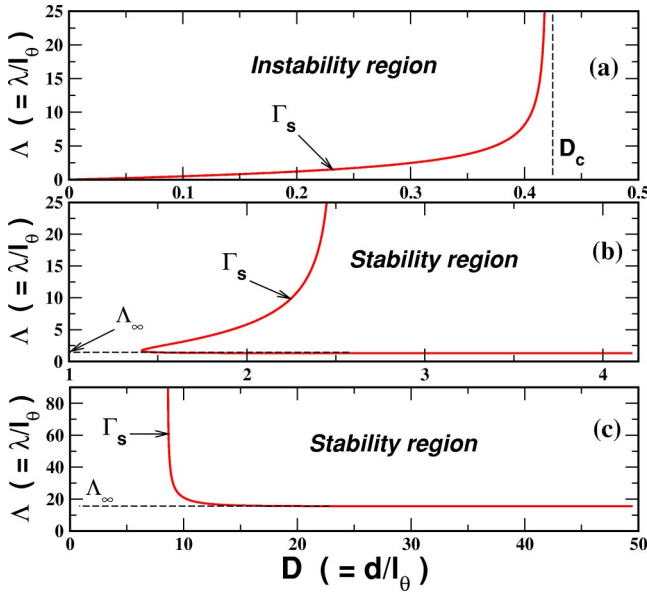 25
20
15
10
5
0
Λ ( = λ/l_θ)
Instability region
(a)
Γ_s
D_c
0 0.1 0.2 0.3 0.4 0.5
25
20
15
10
5
0
Λ ( = λ/l_θ)
Γ_s
Stability region
(b)
Λ_∞
1 2 3 4
80
60
40
20
0
Λ ( = λ/l_θ)
Γ_s
Stability region
(c)
Λ_∞
0 10 20 30 40 50
D ( = d/l_θ)